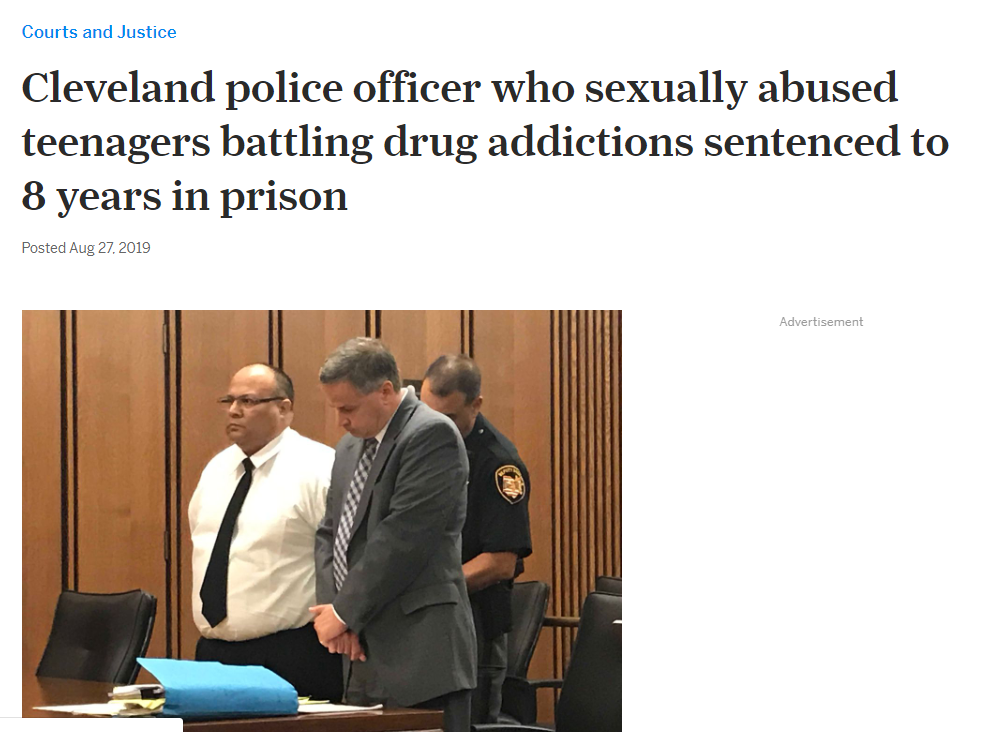 Courts and Justice
Cleveland police officer who sexually abused
teenagers battling drug addictions sentenced to
8 years in prison
Posted Aug 27, 2019
Advertisement